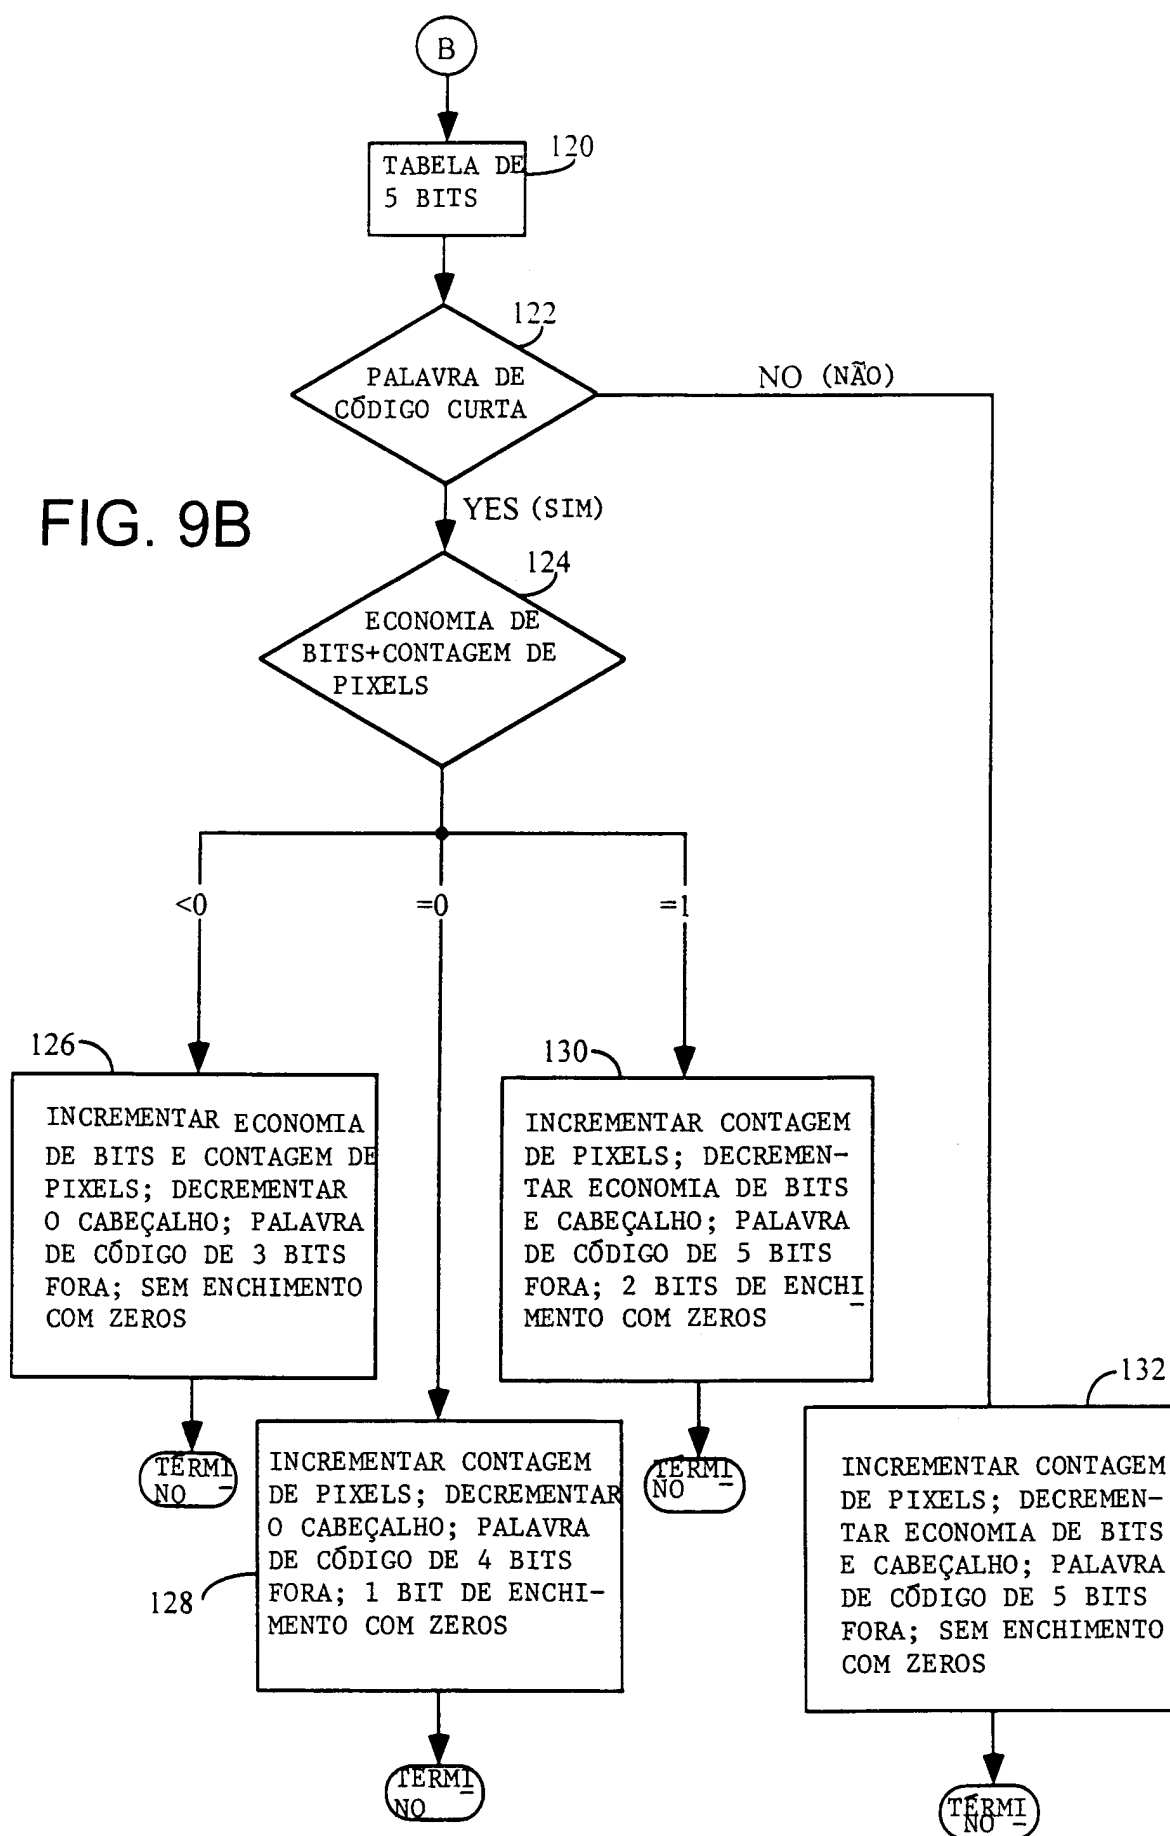 B
120
TABELA DE
5 BITS
122
PALAVRA DE
CÓDIGO CURTA
NO (NÃO)
YES (SIM)
FIG. 9B
124
ECONOMIA DE
BITS+CONTAGEM DE
PIXELS
<0
=0
=1
126
INCREMENTAR ECONOMIA
DE BITS E CONTAGEM DE
PIXELS; DECREMENTAR
O CABEÇALHO; PALAVRA
DE CÓDIGO DE 3 BITS
FORA; SEM ENCHIMENTO
COM ZEROS
TÉRMI
NO
130
INCREMENTAR CONTAGEM
DE PIXELS; DECREMEN-
TAR ECONOMIA DE BITS
E CABEÇALHO; PALAVRA
DE CÓDIGO DE 5 BITS
FORA; 2 BITS DE ENCHI
MENTO COM ZEROS
TÉRMI
NO
128
INCREMENTAR CONTAGEM
DE PIXELS; DECREMENTAR
O CABEÇALHO; PALAVRA
DE CÓDIGO DE 4 BITS
FORA; 1 BIT DE ENCHI-
MENTO COM ZEROS
TÉRMI
NO
132
INCREMENTAR CONTAGEM
DE PIXELS; DECREMEN-
TAR ECONOMIA DE BITS
E CABEÇALHO; PALAVRA
DE CÓDIGO DE 5 BITS
FORA; SEM ENCHIMENTO
COM ZEROS
TÉRMI
NO